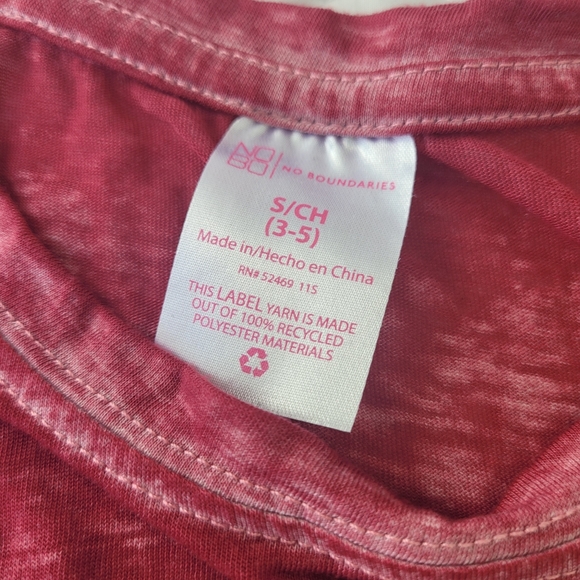 NO
BO | NO BOUNDARIES
S/CH
(3-5)
Made in/Hecho en China
RN# 52469 11S
THIS LABEL YARN IS MADE
OUT OF 100% RECYCLED
POLYESTER MATERIALS